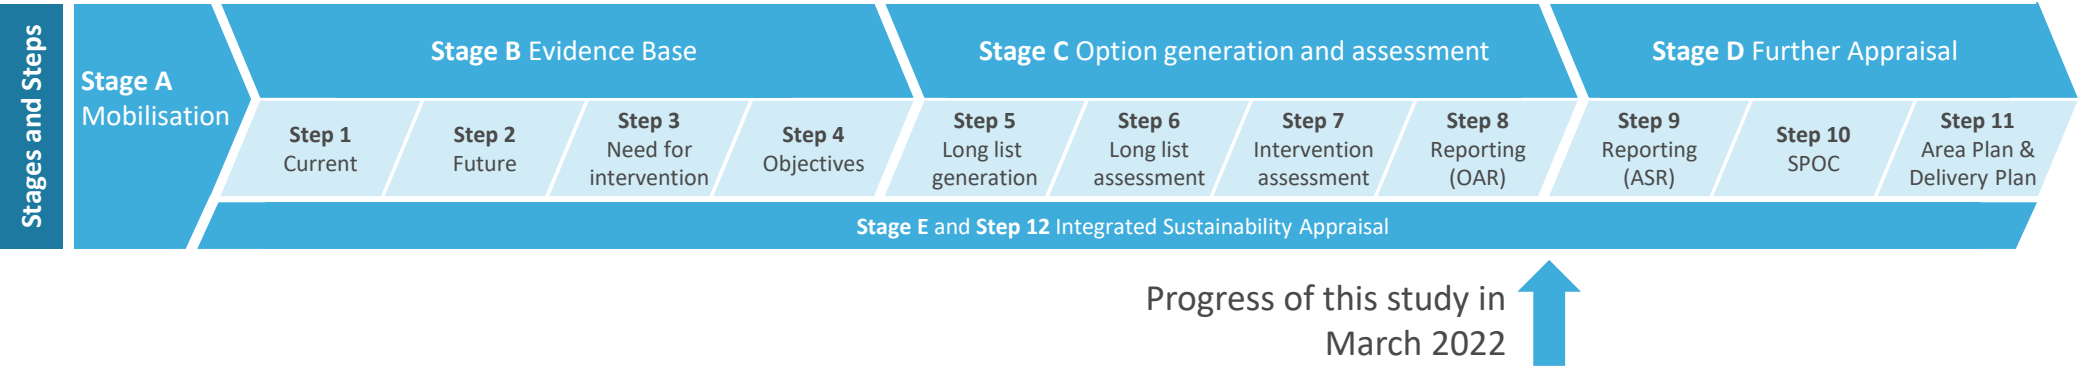 Stages and Steps
Stage A
Mobilisation
Stage B Evidence Base
Step 1
Current
Step 2
Future
Step 3
Need for
intervention
Step 4
Objectives
Stage C Option generation and assessment
Step 5
Long list
generation
Step 6
Long list
assessment
Step 7
Intervention
assessment
Step 8
Reporting
(OAR)
Stage D Further Appraisal
Step 9
Reporting
(ASR)
Step 10
SPOC
Step 11
Area Plan &
Delivery Plan
Stage E and Step 12 Integrated Sustainability Appraisal
Progress of this study in
March 2022